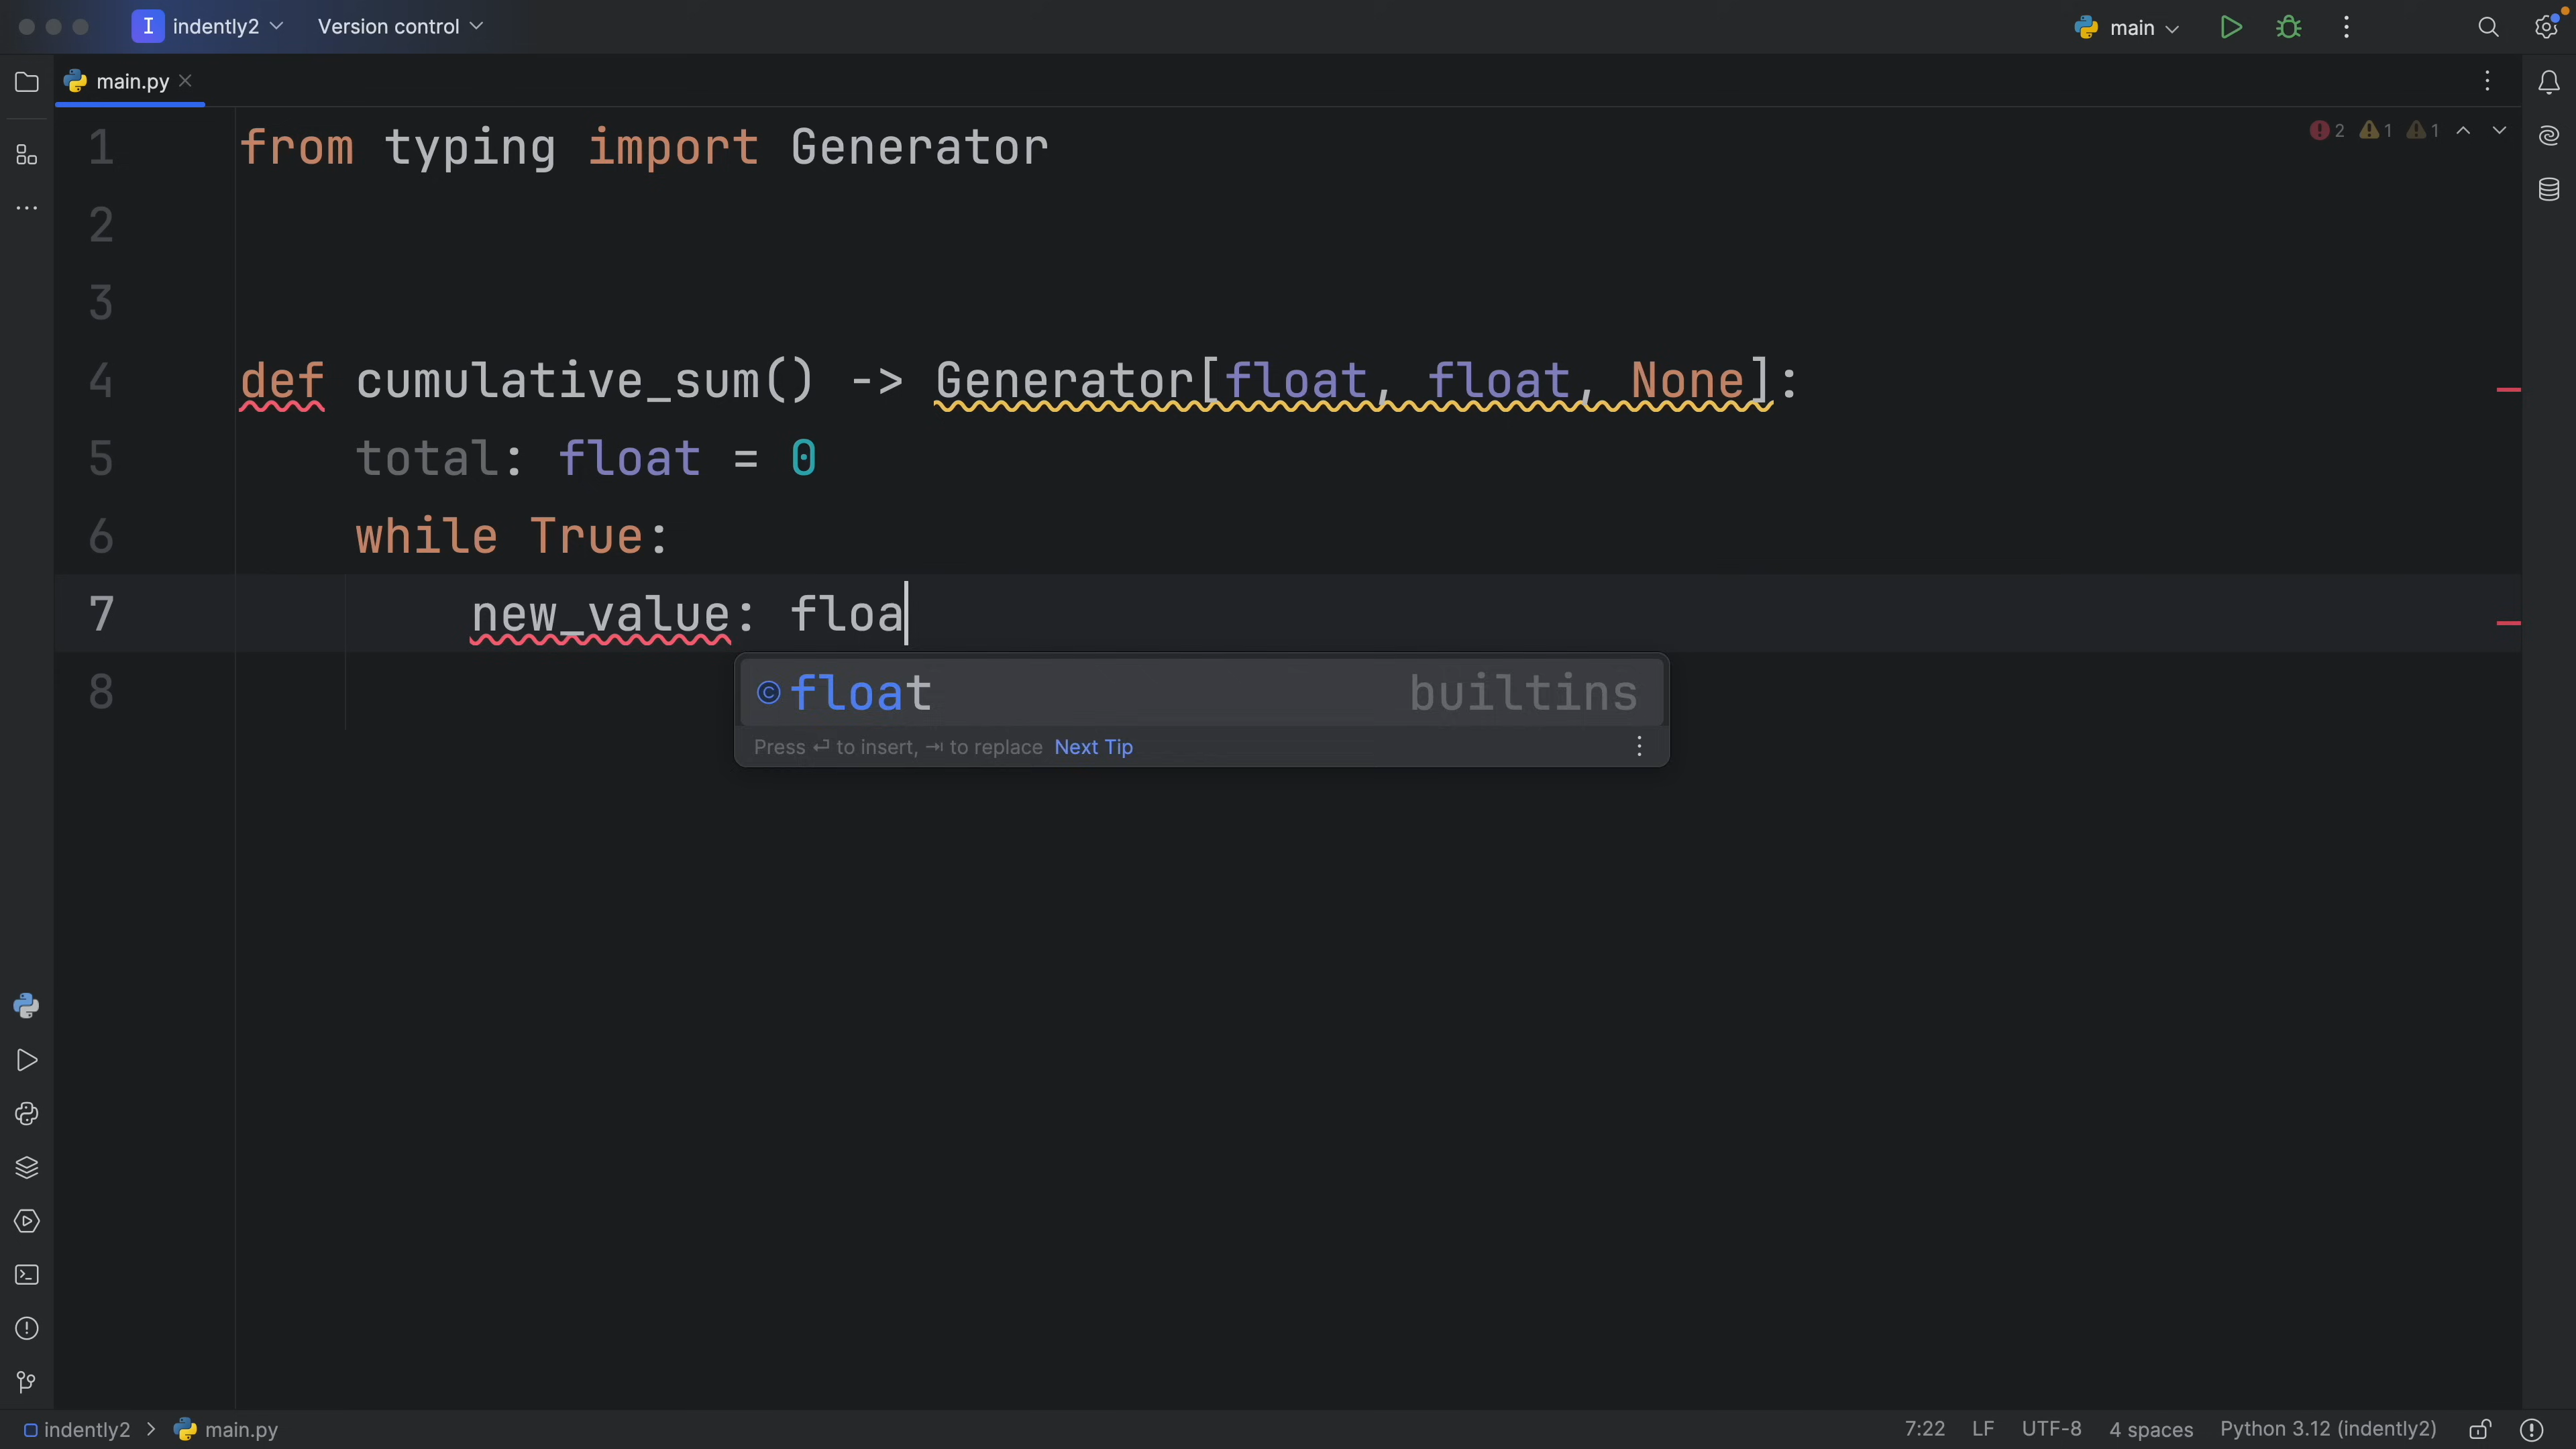 I indently2 Version control main
main.py
1 from typing import Generator
2 1 1
2
3
4 def cumulative_sum() -> Generator[float, float, None]:
5 total: float = 0
6 while True:
7 new_value: floa
8
float builtins
Press ↵ to insert, ⇥ to replace Next Tip
indently2 > main.py 7:22 LF UTF-8 4 spaces Python 3.12 (indently2)